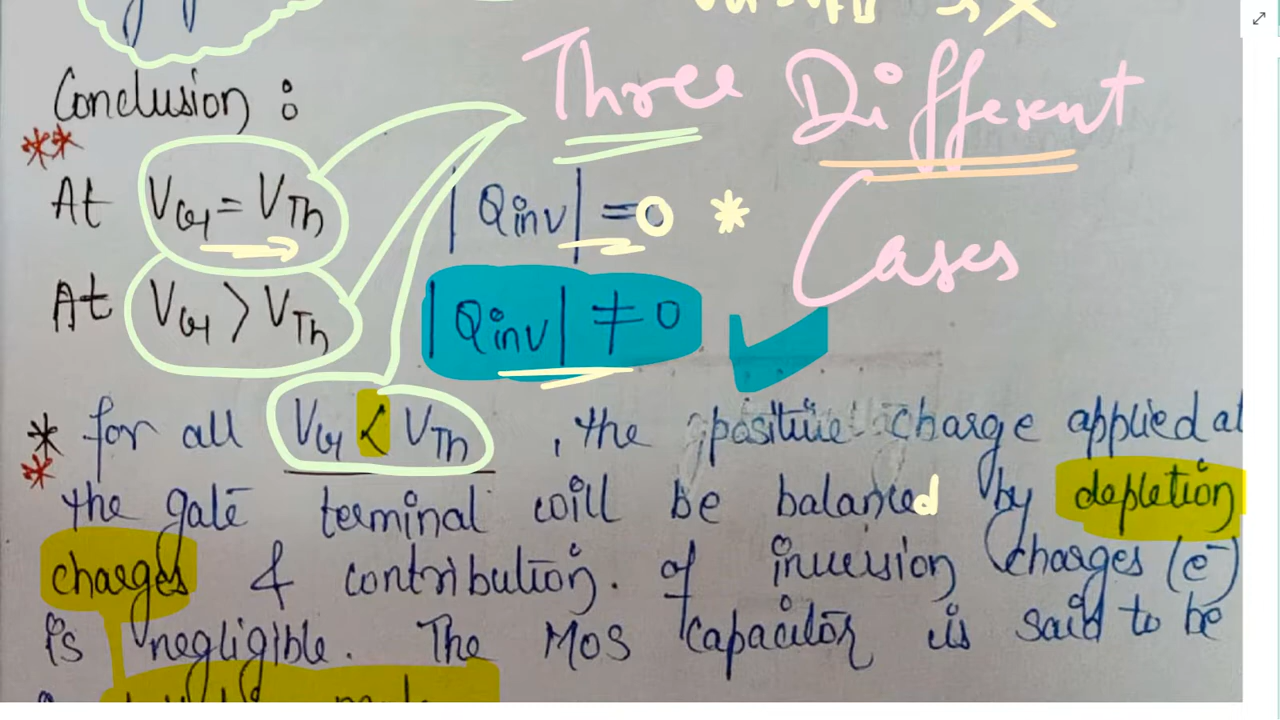 Three Different
Conclusion :
**
At V_G = V_Th |Q_inv| = 0 *
Cases
At V_G > V_Th |Q_inv| ≠ 0 ✓
* for all V_G < V_Th , the positive charge applied at
* the gate terminal will be balanced by depletion
charges & contribution. of inversion charges (e⁻)
is negligible. The MOS capacitor is said to be